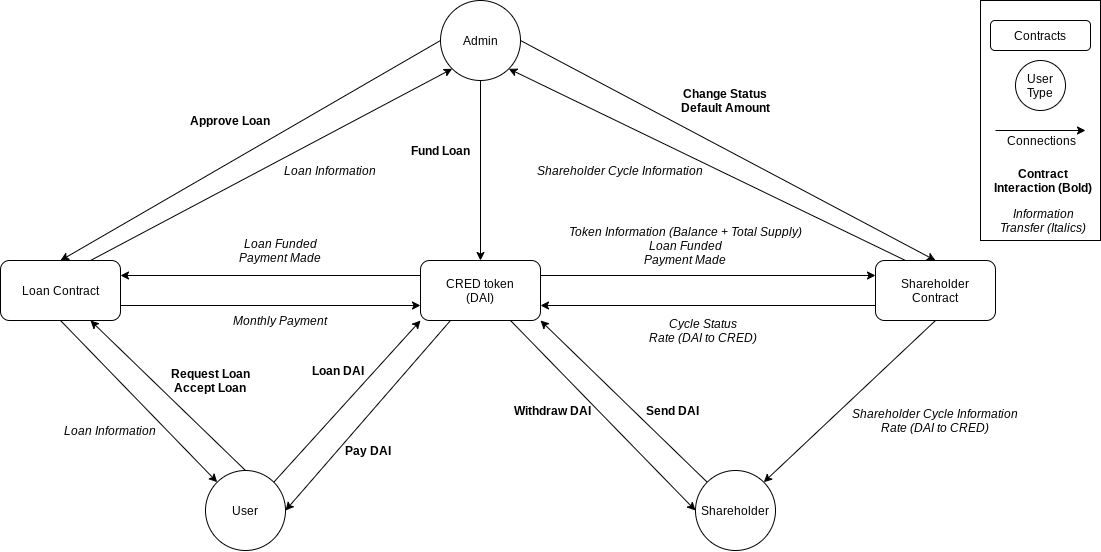 Admin
Contracts
User
Type
Connections
Contract
Interaction (Bold)
Information
Transfer (Italics)
Change Status
Default Amount
Approve Loan
Fund Loan
Loan Information
Shareholder Cycle Information
Loan Funded
Payment Made
Token Information (Balance + Total Supply)
Loan Funded
Payment Made
Loan Contract
CRED token
(DAI)
Shareholder
Contract
Monthly Payment
Cycle Status
Rate (DAI to CRED)
Request Loan
Accept Loan
Loan DAI
Loan Information
Pay DAI
Withdraw DAI
Send DAI
Shareholder Cycle Information
Rate (DAI to CRED)
User
Shareholder